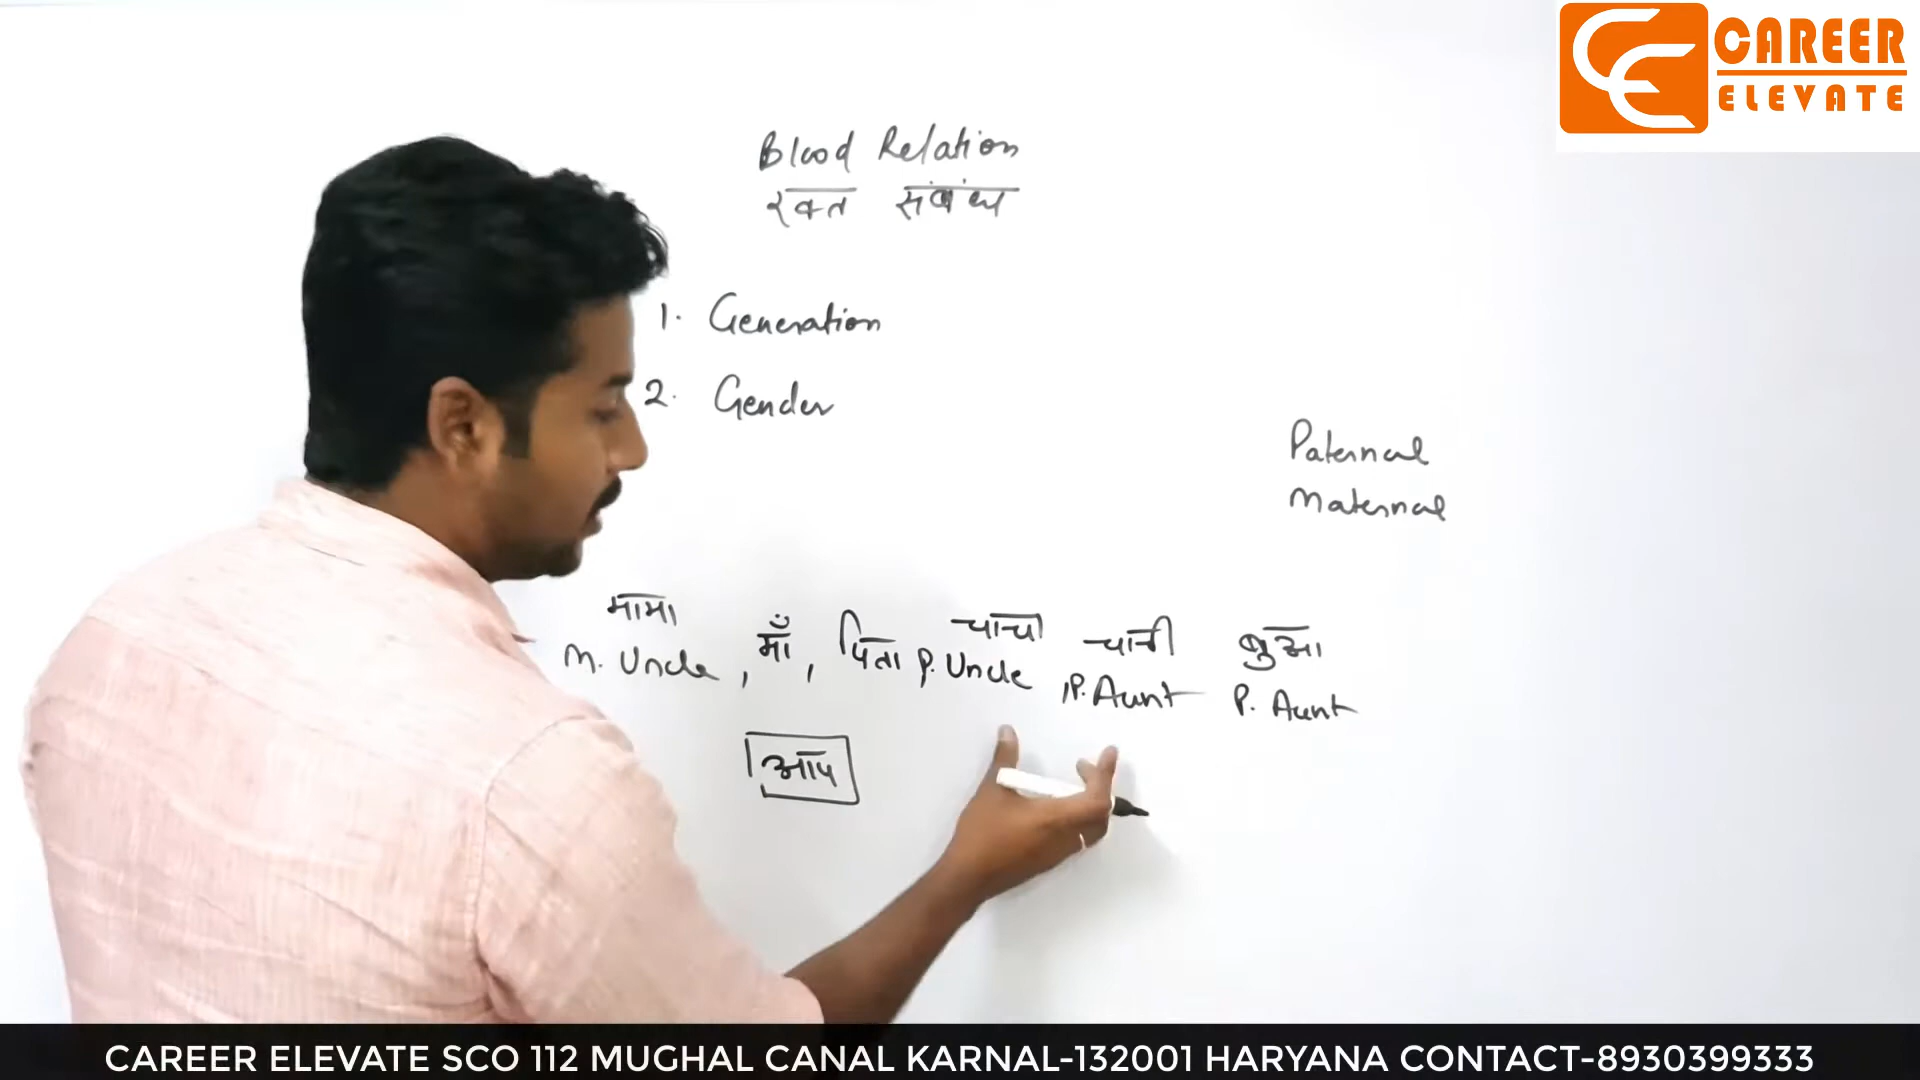 CAREER
ELEVATE
Blood Relation
रक्त संबंध
1. Generation
2. Gender
Paternal
Maternal
मामा
M. Uncle, माँ, पिता
चाचा
P. Uncle
चाची
, P. Aunt
बुआ
P. Aunt
आप
CAREER ELEVATE SCO 112 MUGHAL CANAL KARNAL-132001 HARYANA CONTACT-8930399333